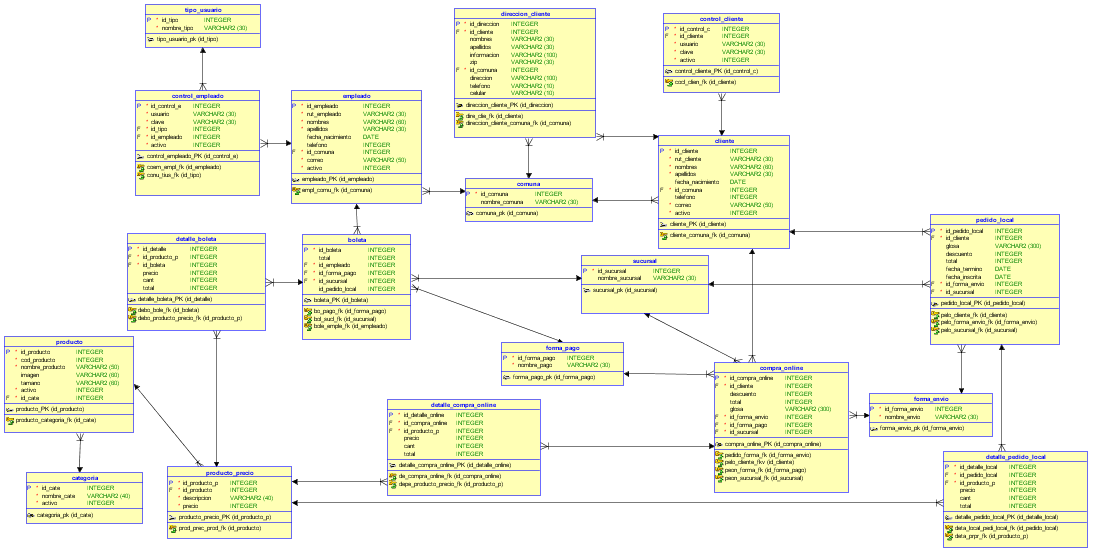 tipo_usuario
P * id_tipo INTEGER
* nombre_tipo VARCHAR2 (30)
tipo_usuario_pk (id_tipo)
direccion_cliente
P * id_direccion INTEGER
F * id_cliente INTEGER
nombres VARCHAR2 (30)
apellidos VARCHAR2 (30)
informacion VARCHAR2 (100)
zip VARCHAR2 (30)
F * id_comuna INTEGER
direccion VARCHAR2 (100)
telefono VARCHAR2 (10)
celular VARCHAR2 (10)
direccion_cliente_PK (id_direccion)
dire_clie_fk (id_cliente)
direccion_cliente_comuna_fk (id_comuna)
control_cliente
P * id_control_c INTEGER
F * id_cliente INTEGER
* usuario VARCHAR2 (30)
* clave VARCHAR2 (30)
* activo INTEGER
control_cliente_PK (id_control_c)
cocl_clien_fk (id_cliente)
control_empleado
P * id_control_e INTEGER
* usuario VARCHAR2 (30)
* clave VARCHAR2 (30)
F * id_tipo INTEGER
F * id_empleado INTEGER
* activo INTEGER
control_empleado_PK (id_control_e)
coem_empl_fk (id_empleado)
conu_tius_fk (id_tipo)
empleado
P * id_empleado INTEGER
* rut_empleado VARCHAR2 (30)
* nombres VARCHAR2 (60)
* apellidos VARCHAR2 (30)
fecha_nacimiento DATE
telefono INTEGER
F * id_comuna INTEGER
* correo VARCHAR2 (50)
* activo INTEGER
empleado_PK (id_empleado)
empl_comu_fk (id_comuna)
cliente
P * id_cliente INTEGER
* rut_cliente VARCHAR2 (30)
* nombres VARCHAR2 (60)
* apellidos VARCHAR2 (30)
fecha_nacimiento DATE
F * id_comuna INTEGER
telefono INTEGER
* correo VARCHAR2 (50)
* activo INTEGER
cliente_PK (id_cliente)
cliente_comuna_fk (id_comuna)
comuna
P * id_comuna INTEGER
* nombre_comuna VARCHAR2 (30)
comuna_pk (id_comuna)
pedido_local
P * id_pedido_local INTEGER
F * id_cliente INTEGER
glosa VARCHAR2 (300)
descuento INTEGER
total INTEGER
fecha_termino DATE
fecha_inscrita DATE
F * id_forma_envio INTEGER
F * id_sucursal INTEGER
pedido_local_PK (id_pedido_local)
pelo_cliente_fk (id_cliente)
pelo_forma_envio_fk (id_forma_envio)
pelo_sucursal_fk (id_sucursal)
detalle_boleta
P * id_detalle INTEGER
F * id_producto_p INTEGER
F * id_boleta INTEGER
precio INTEGER
cant INTEGER
total INTEGER
detalle_boleta_PK (id_detalle)
debo_bole_fk (id_boleta)
debo_producto_precio_fk (id_producto_p)
boleta
P * id_boleta INTEGER
total INTEGER
F * id_empleado INTEGER
F * id_forma_pago INTEGER
F * id_sucursal INTEGER
id_pedido_local INTEGER
boleta_PK (id_boleta)
bo_pago_fk (id_forma_pago)
bol_sucl_fk (id_sucursal)
bole_emple_fk (id_empleado)
sucursal
P * id_sucursal INTEGER
nombre_sucursal VARCHAR2 (30)
sucursal_pk (id_sucursal)
producto
P * id_producto INTEGER
* cod_producto INTEGER
* nombre_producto VARCHAR2 (50)
imagen VARCHAR2 (60)
tamano VARCHAR2 (60)
* activo INTEGER
F * id_cate INTEGER
producto_PK (id_producto)
producto_categoria_fk (id_cate)
forma_pago
P * id_forma_pago INTEGER
* nombre_pago VARCHAR2 (30)
forma_pago_pk (id_forma_pago)
compra_online
P * id_compra_online INTEGER
F * id_cliente INTEGER
descuento INTEGER
total INTEGER
glosa VARCHAR2 (300)
F * id_forma_envio INTEGER
F * id_forma_pago INTEGER
F * id_sucursal INTEGER
compra_online_PK (id_compra_online)
pedido_forma_fk (id_forma_envio)
pelo_cliente_fkv (id_cliente)
peon_forma_fk (id_forma_pago)
peon_sucursal_fk (id_sucursal)
forma_envio
P * id_forma_envio INTEGER
* nombre_envio VARCHAR2 (30)
forma_envio_pk (id_forma_envio)
detalle_compra_online
P * id_detalle_online INTEGER
F * id_compra_online INTEGER
F * id_producto_p INTEGER
precio INTEGER
cant INTEGER
total INTEGER
detalle_compra_online_PK (id_detalle_online)
de_compra_online_fk (id_compra_online)
depe_producto_precio_fk (id_producto_p)
categoria
P * id_cate INTEGER
* nombre_cate VARCHAR2 (40)
* activo INTEGER
categoria_pk (id_cate)
producto_precio
P * id_producto_p INTEGER
F * id_producto INTEGER
* descripcion VARCHAR2 (40)
* precio INTEGER
producto_precio_PK (id_producto_p)
prod_prec_prod_fk (id_producto)
detalle_pedido_local
P * id_detalle_local INTEGER
F * id_pedido_local INTEGER
F * id_producto_p INTEGER
precio INTEGER
cant INTEGER
total INTEGER
detalle_pedido_local_PK (id_detalle_local)
deta_local_pedi_local_fk (id_pedido_local)
deta_prpr_fk (id_producto_p)